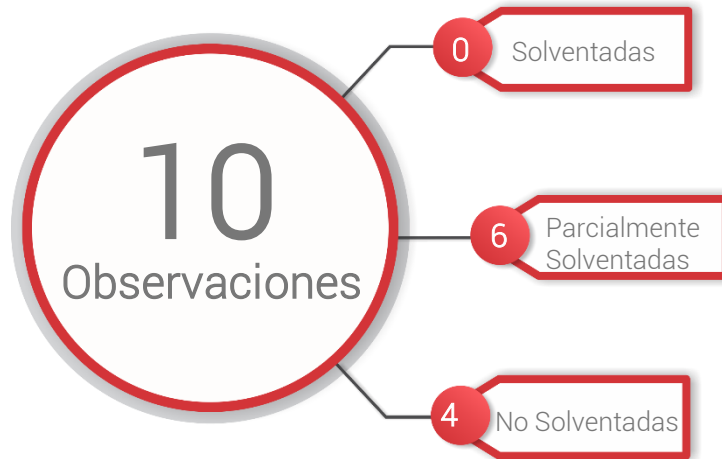 10
Observaciones
0
Solventadas
6
Parcialmente
Solventadas
4
No Solventadas